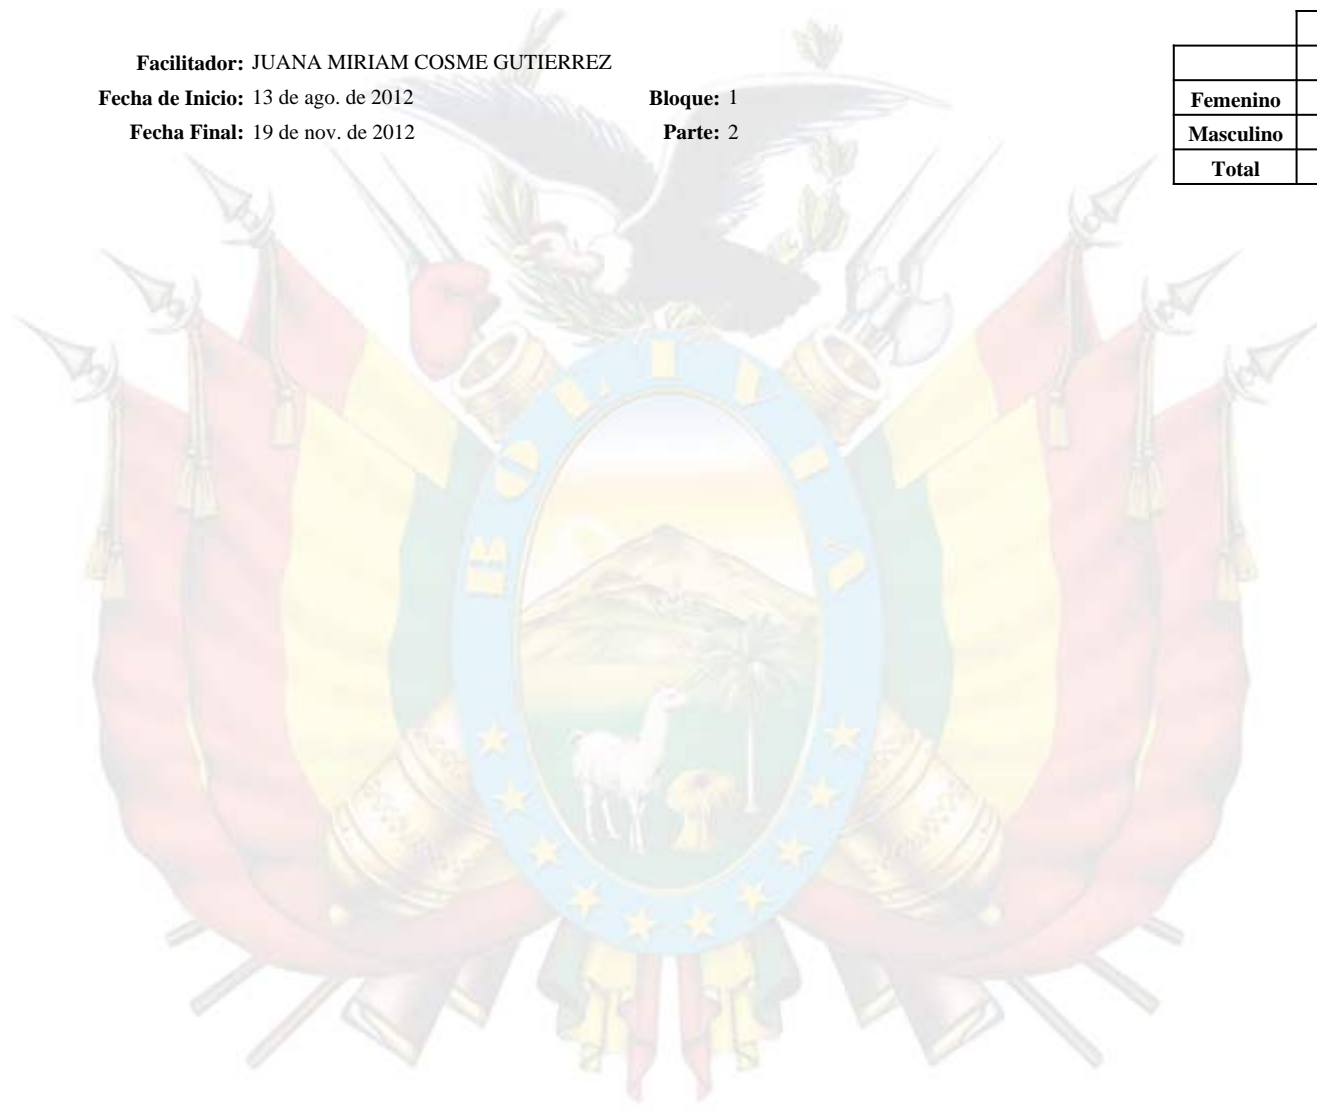 Facilitador: JUANA MIRIAM COSME GUTIERREZ
Fecha de Inicio: 13 de ago. de 2012 Bloque: 1
Fecha Final: 19 de nov. de 2012 Parte: 2
Femenino
Masculino
Total
BOLIVIA